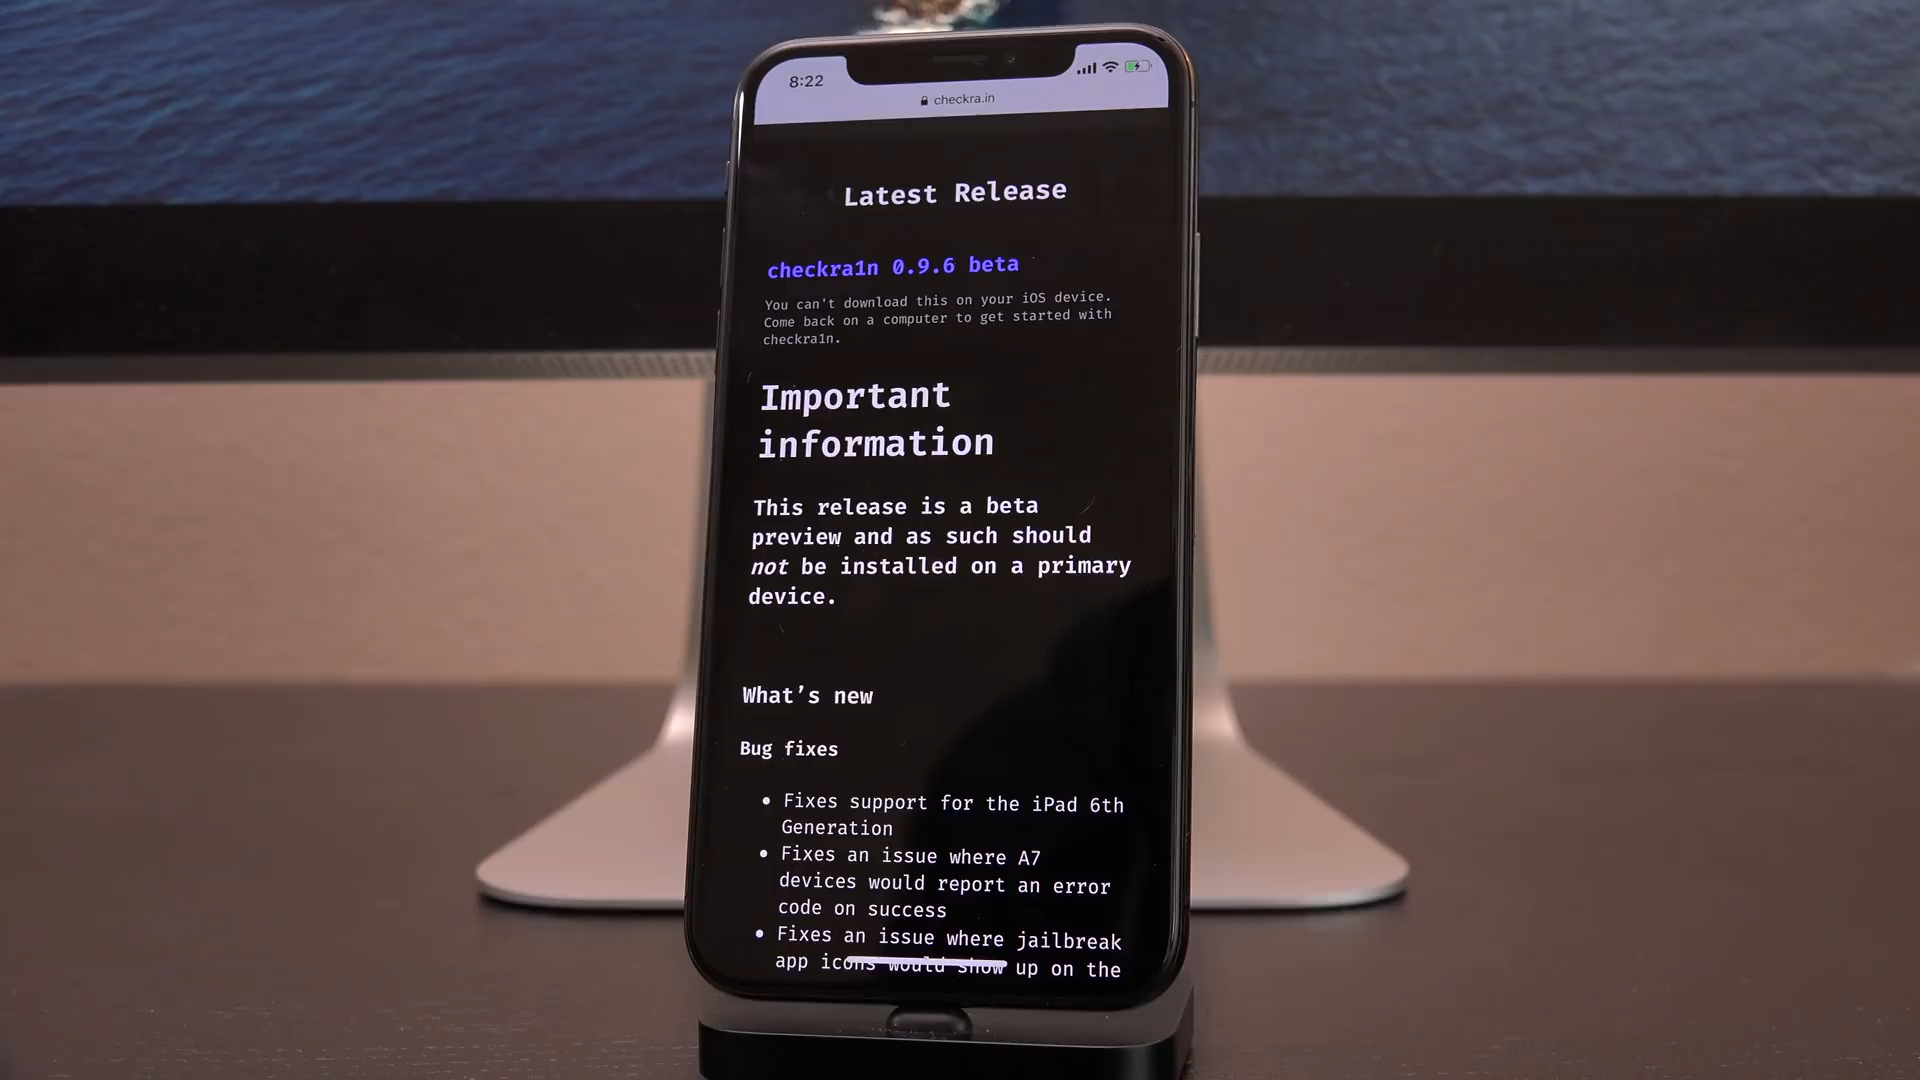 8:22
checkra.in
Latest Release
checkra1n 0.9.6 beta
You can't download this on your iOS device.
Come back on a computer to get started with
checkra1n.
Important
information
This release is a beta
preview and as such should
not be installed on a primary
device.
What’s new
Bug fixes
• Fixes support for the iPad 6th
Generation
• Fixes an issue where A7
devices would report an error
code on success
• Fixes an issue where jailbreak
app icons would show up on the